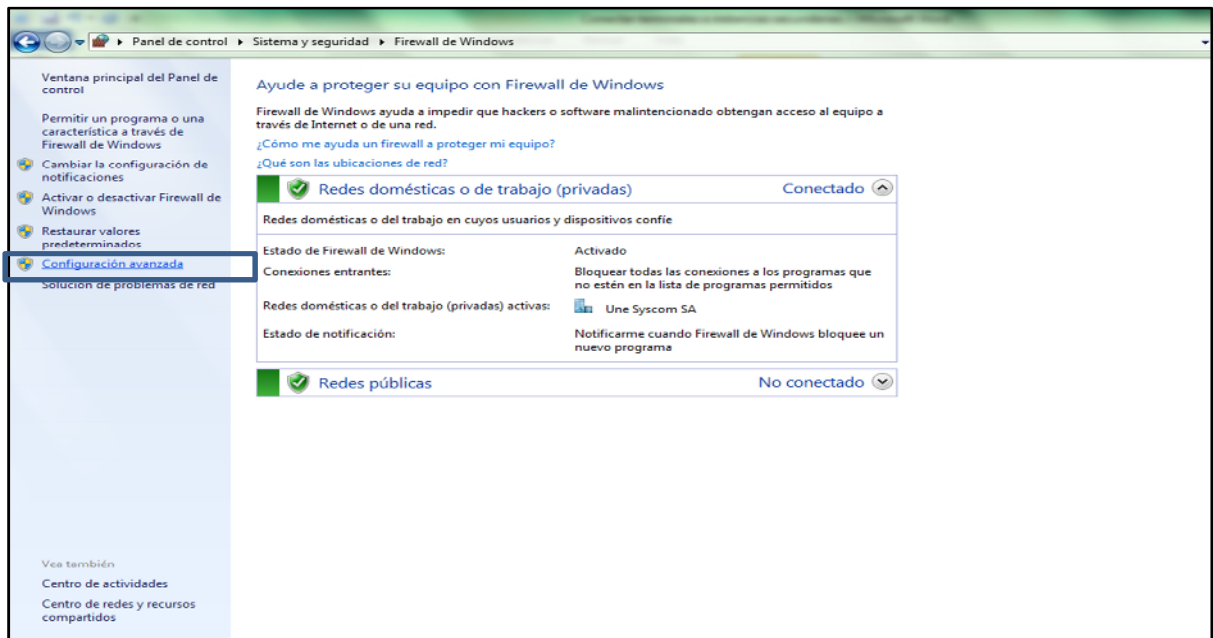 Panel de control ▸ Sistema y seguridad ▸ Firewall de Windows
Ventana principal del Panel de
control
Permitir un programa o una
característica a través de
Firewall de Windows
Cambiar la configuración de
notificaciones
Activar o desactivar Firewall de
Windows
Restaurar valores
predeterminados
Configuración avanzada
Solución de problemas de red
Vea también
Centro de actividades
Centro de redes y recursos
compartidos
Ayude a proteger su equipo con Firewall de Windows
Firewall de Windows ayuda a impedir que hackers o software malintencionado obtengan acceso al equipo a
través de Internet o de una red.
¿Cómo me ayuda un firewall a proteger mi equipo?
¿Qué son las ubicaciones de red?
Redes domésticas o de trabajo (privadas) Conectado
Redes domésticas o del trabajo en cuyos usuarios y dispositivos confíe
Estado de Firewall de Windows: Activado
Conexiones entrantes: Bloquear todas las conexiones a los programas que
no estén en la lista de programas permitidos
Redes domésticas o del trabajo (privadas) activas: Une Syscom SA
Estado de notificación: Notificarme cuando Firewall de Windows bloquee un
nuevo programa
Redes públicas No conectado